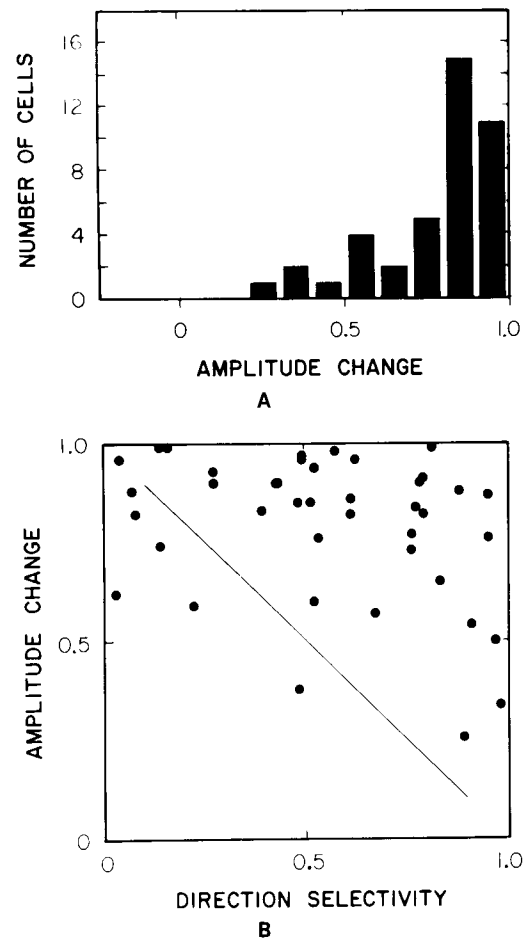 16
12
8
4
0
NUMBER OF CELLS
0 0.5 1.0
AMPLITUDE CHANGE
A
1.0
0.5
0
AMPLITUDE CHANGE
0 0.5 1.0
DIRECTION SELECTIVITY
B